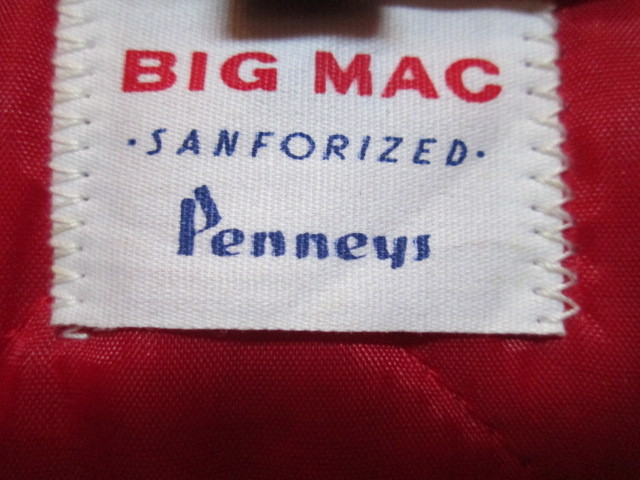 BIG MAC
·SANFORIZED·
Penneys